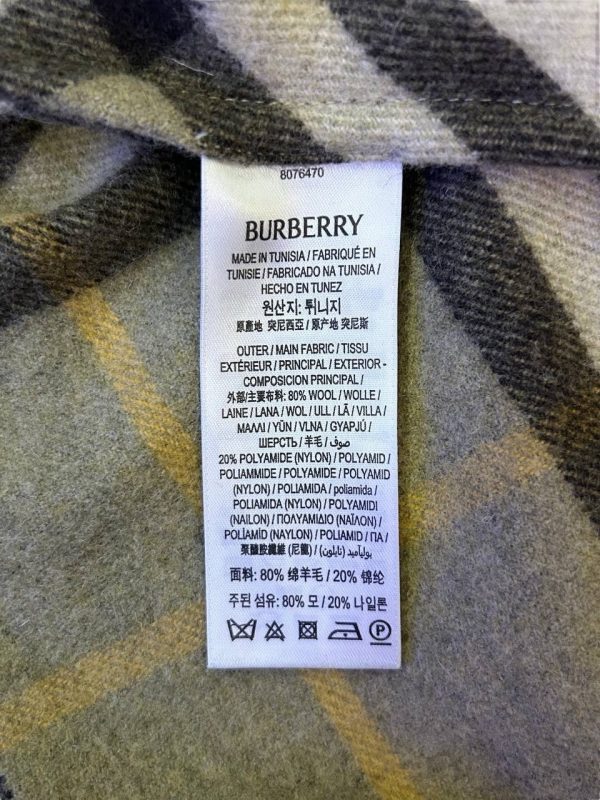 8076470
BURBERRY
MADE IN TUNISIA / FABRIQUÉ EN
TUNISIE / FABRICADO NA TUNISIA /
HECHO EN TUNEZ
원산지: 튀니지
原產地 突尼西亞 / 原产地 突尼斯
OUTER / MAIN FABRIC / TISSU
EXTÉRIEUR / PRINCIPAL / EXTERIOR -
COMPOSICION PRINCIPAL /
外部/主要布料: 80% WOOL / WOLLE /
LAINE / LANA / WOL / ULL / LÃ / VILLA /
ΜΑΛΛΙ / YÜN / VLNA / GYAPJÚ /
ШЕРСТЬ / 羊毛 / صوف
20% POLYAMIDE (NYLON) / POLYAMID /
POLIAMMIDE / POLYAMIDE / POLYAMID
(NYLON) / POLIAMIDA / poliamida /
POLIAMIDA (NYLON) / POLYAMIDI
(NAILON) / ΠΟΛΥΑΜΙΔΙΟ (ΝΑΪΛΟΝ) /
POLİAMİD (NAYLON) / POLIAMID / ПА /
聚醯胺纖維 (尼龍) / بولياميد (نايلون)
面料: 80% 绵羊毛 / 20% 锦纶
주된 섬유: 80% 모 / 20% 나일론
P